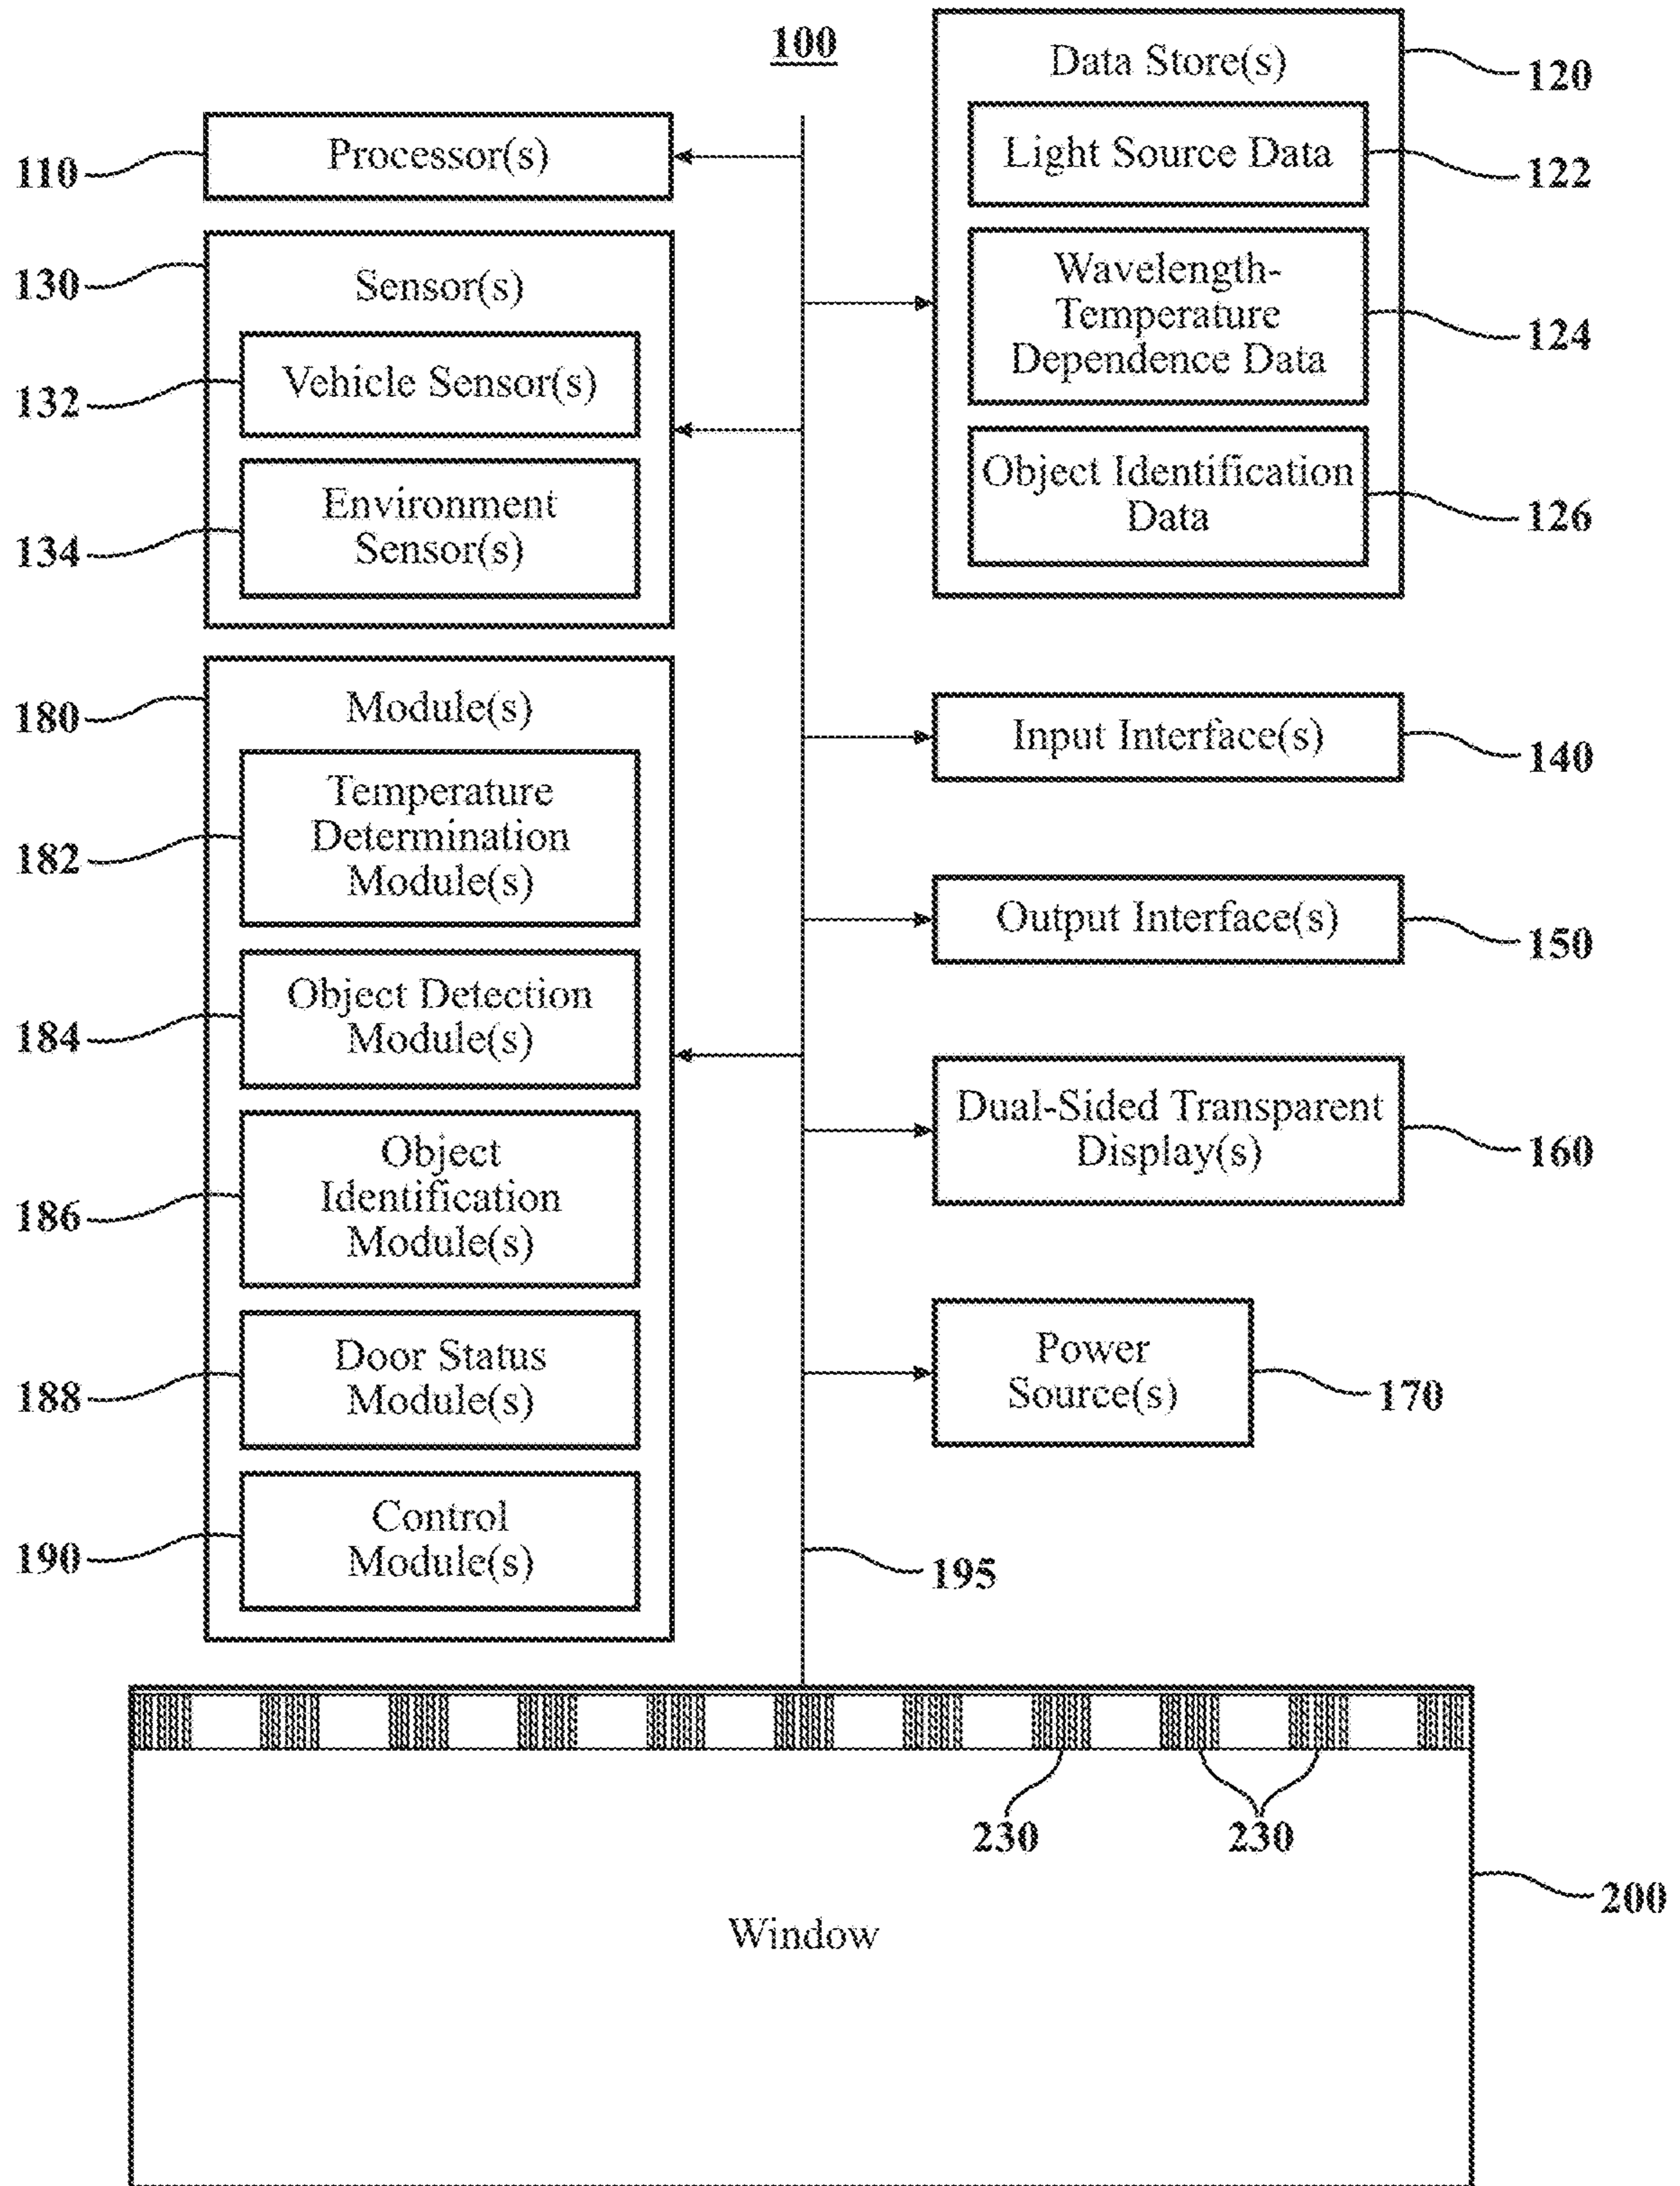 100
Data Store(s)
120
Light Source Data
122
Wavelength-
Temperature
Dependence Data
124
Object Identification
Data
126
110
Processor(s)
130
Sensor(s)
132
Vehicle Sensor(s)
134
Environment
Sensor(s)
180
Module(s)
182
Temperature
Determination
Module(s)
184
Object Detection
Module(s)
186
Object
Identification
Module(s)
188
Door Status
Module(s)
190
Control
Module(s)
Input Interface(s)
140
Output Interface(s)
150
Dual-Sided Transparent
Display(s)
160
Power
Source(s)
170
195
230
230
200
Window